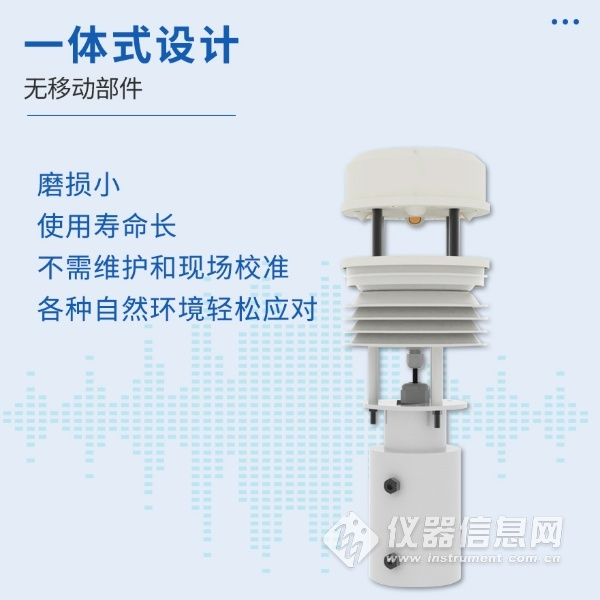 一体式设计
无移动部件
磨损小
使用寿命长
不需维护和现场校准
各种自然环境轻松应对
仪器信息网
www.instrument.com.cn